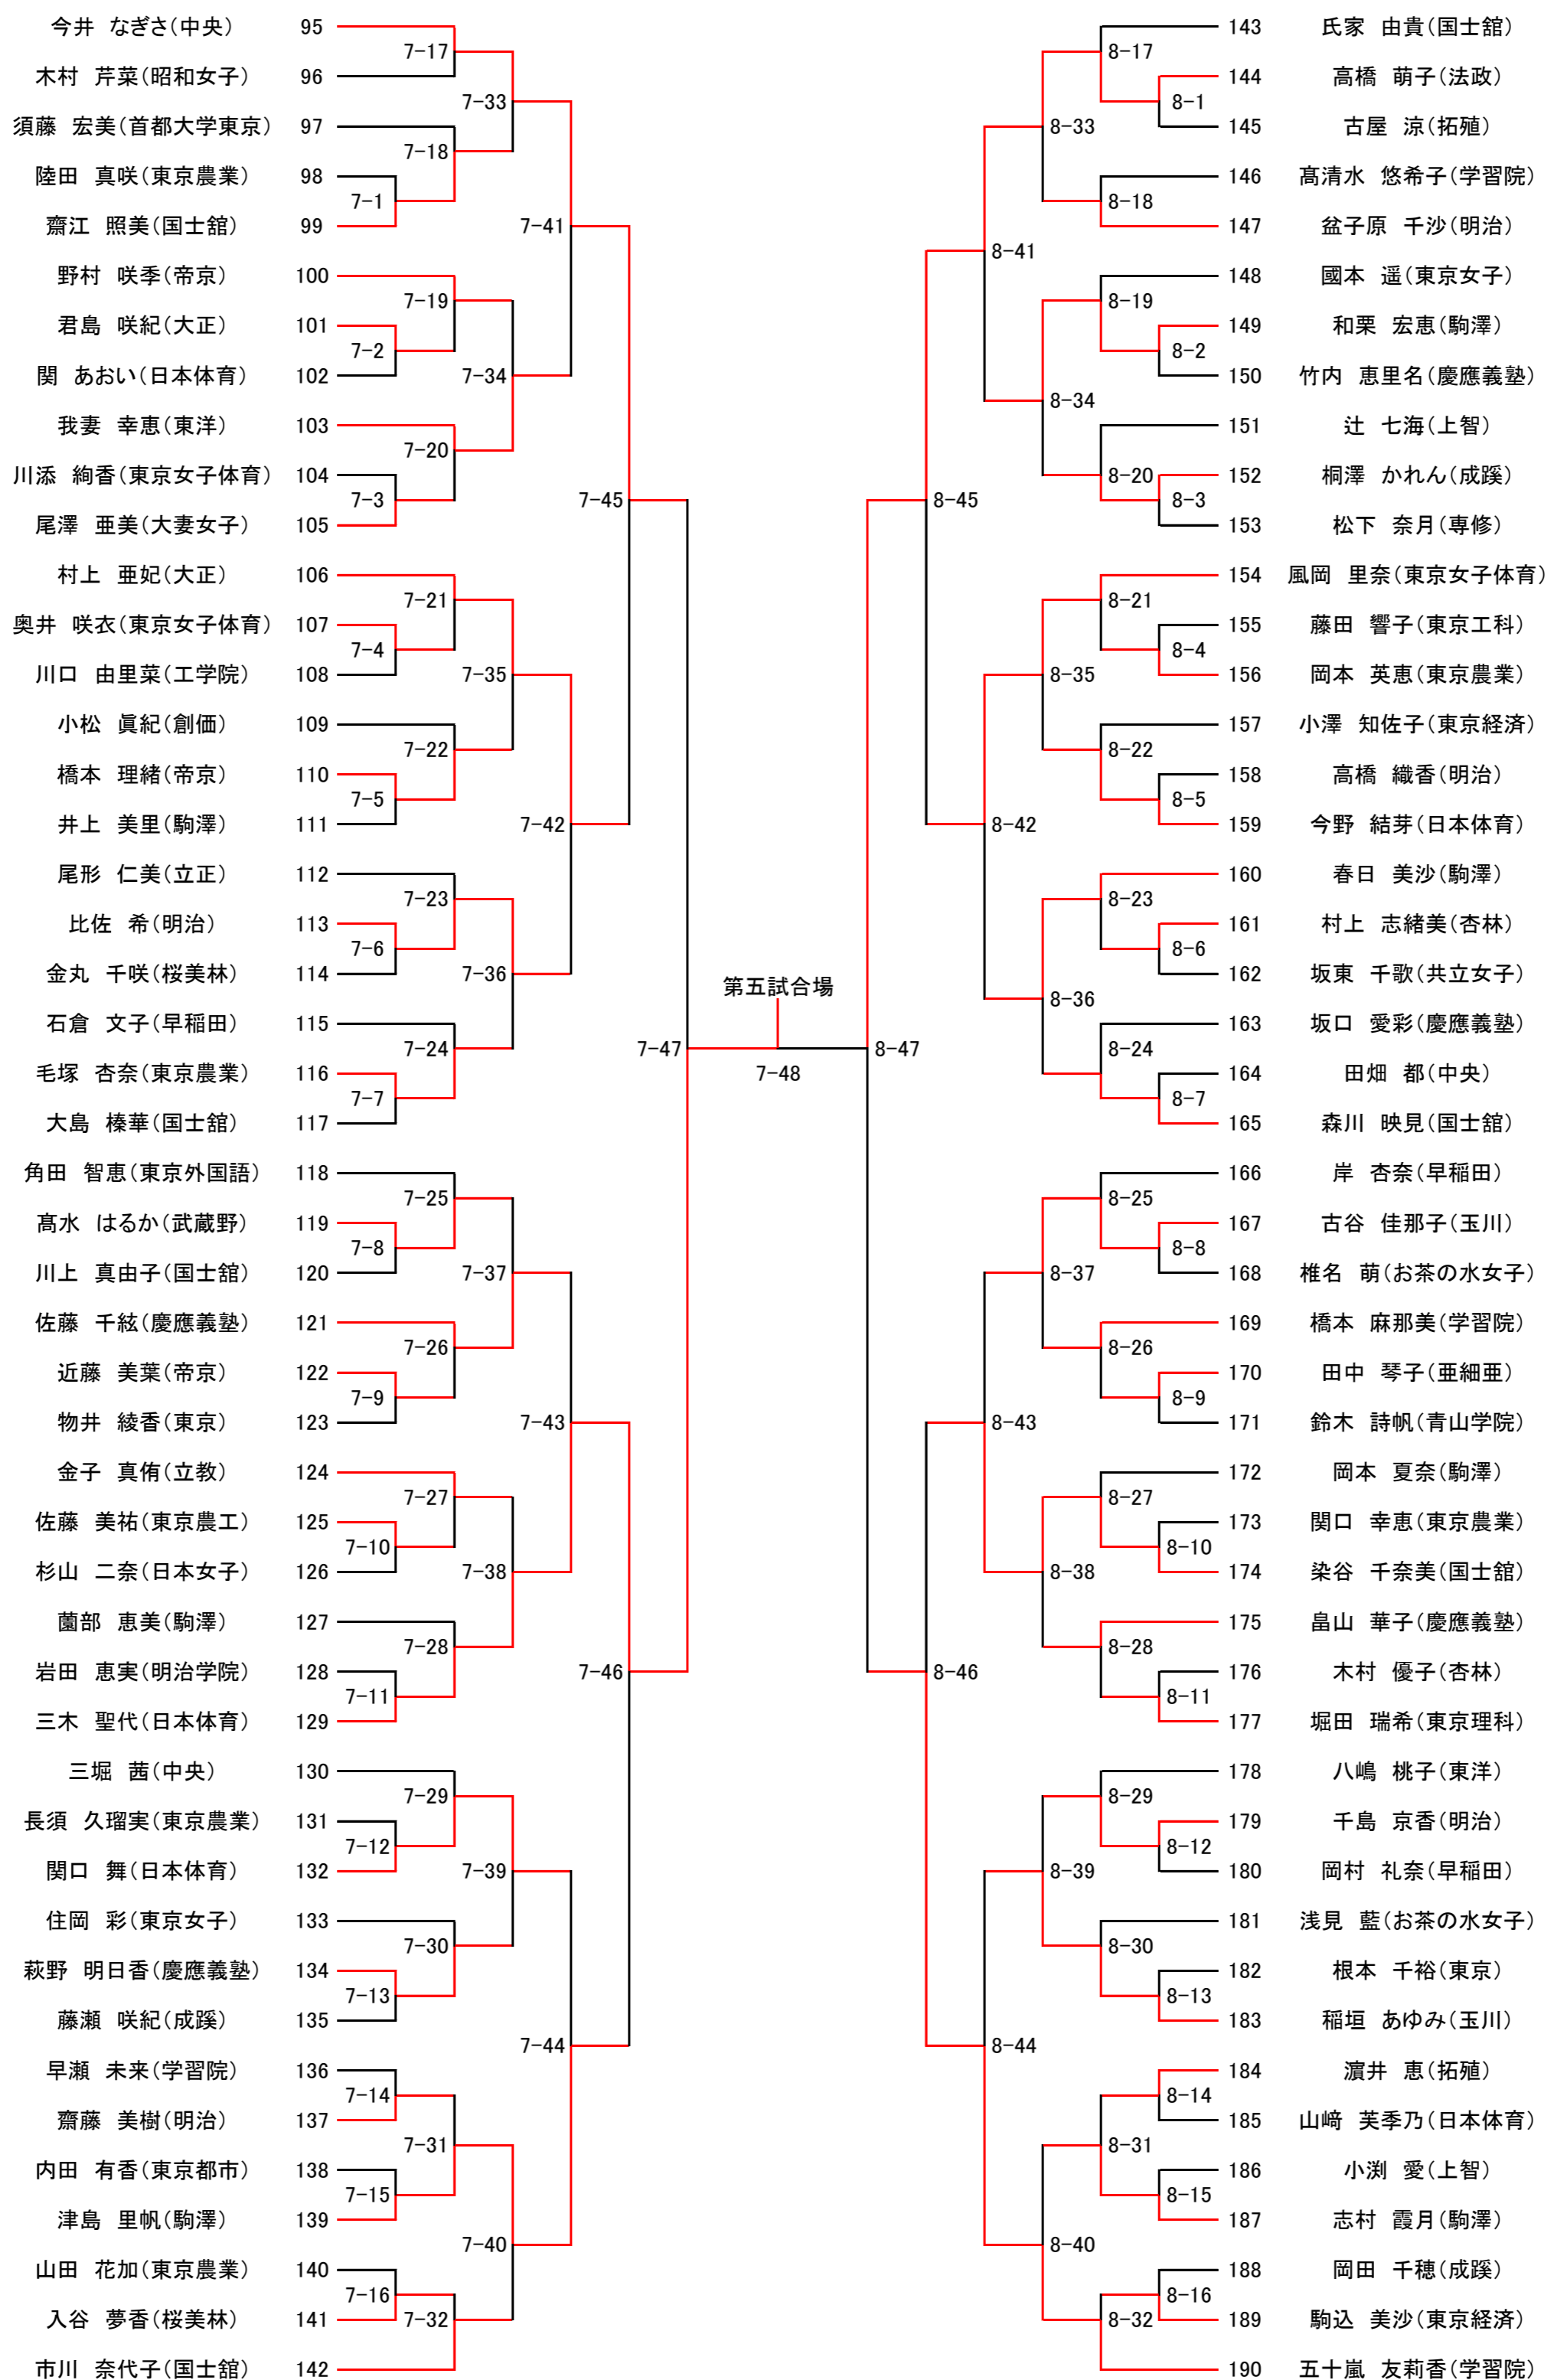 今井 なぎさ(中央) 95
木村 芹菜(昭和女子) 96
須藤 宏美(首都大学東京) 97
陸田 真咲(東京農業) 98
齋江 照美(国士舘) 99
野村 咲季(帝京) 100
君島 咲紀(大正) 101
関 あおい(日本体育) 102
我妻 幸恵(東洋) 103
川添 絢香(東京女子体育) 104
尾澤 亜美(大妻女子) 105
村上 亜妃(大正) 106
奥井 咲衣(東京女子体育) 107
川口 由里菜(工学院) 108
小松 眞紀(創価) 109
橋本 理緒(帝京) 110
井上 美里(駒澤) 111
尾形 仁美(立正) 112
比佐 希(明治) 113
金丸 千咲(桜美林) 114
石倉 文子(早稲田) 115
毛塚 杏奈(東京農業) 116
大島 榛華(国士舘) 117
角田 智恵(東京外国語) 118
髙水 はるか(武蔵野) 119
川上 真由子(国士舘) 120
佐藤 千絃(慶應義塾) 121
近藤 美葉(帝京) 122
物井 綾香(東京) 123
金子 真侑(立教) 124
佐藤 美祐(東京農工) 125
杉山 二奈(日本女子) 126
薗部 恵美(駒澤) 127
岩田 恵実(明治学院) 128
三木 聖代(日本体育) 129
三堀 茜(中央) 130
長須 久瑠実(東京農業) 131
関口 舞(日本体育) 132
住岡 彩(東京女子) 133
萩野 明日香(慶應義塾) 134
藤瀬 咲紀(成蹊) 135
早瀬 未来(学習院) 136
齋藤 美樹(明治) 137
内田 有香(東京都市) 138
津島 里帆(駒澤) 139
山田 花加(東京農業) 140
入谷 夢香(桜美林) 141
市川 奈代子(国士舘) 142
7-1
7-2
7-3
7-4
7-5
7-6
7-7
7-8
7-9
7-10
7-11
7-12
7-13
7-14
7-15
7-16
7-17
7-18
7-19
7-20
7-21
7-22
7-23
7-24
7-25
7-26
7-27
7-28
7-29
7-30
7-31
7-32
7-33
7-34
7-35
7-36
7-37
7-38
7-39
7-40
7-41
7-42
7-43
7-44
7-45
7-46
7-47
第五試合場
7-48
8-47
8-45
8-46
8-41
8-42
8-43
8-44
8-33
8-34
8-35
8-36
8-37
8-38
8-39
8-40
8-17
8-18
8-19
8-20
8-21
8-22
8-23
8-24
8-25
8-26
8-27
8-28
8-29
8-30
8-31
8-32
8-1
8-2
8-3
8-4
8-5
8-6
8-7
8-8
8-9
8-10
8-11
8-12
8-13
8-14
8-15
8-16
143 氏家 由貴(国士舘)
144 高橋 萌子(法政)
145 古屋 涼(拓殖)
146 髙清水 悠希子(学習院)
147 盆子原 千沙(明治)
148 國本 遥(東京女子)
149 和栗 宏恵(駒澤)
150 竹内 恵里名(慶應義塾)
151 辻 七海(上智)
152 桐澤 かれん(成蹊)
153 松下 奈月(専修)
154 風岡 里奈(東京女子体育)
155 藤田 響子(東京工科)
156 岡本 英恵(東京農業)
157 小澤 知佐子(東京経済)
158 高橋 織香(明治)
159 今野 結芽(日本体育)
160 春日 美沙(駒澤)
161 村上 志緒美(杏林)
162 坂東 千歌(共立女子)
163 坂口 愛彩(慶應義塾)
164 田畑 都(中央)
165 森川 映見(国士舘)
166 岸 杏奈(早稲田)
167 古谷 佳那子(玉川)
168 椎名 萌(お茶の水女子)
169 橋本 麻那美(学習院)
170 田中 琴子(亜細亜)
171 鈴木 詩帆(青山学院)
172 岡本 夏奈(駒澤)
173 関口 幸恵(東京農業)
174 染谷 千奈美(国士舘)
175 畠山 華子(慶應義塾)
176 木村 優子(杏林)
177 堀田 瑞希(東京理科)
178 八嶋 桃子(東洋)
179 千島 京香(明治)
180 岡村 礼奈(早稲田)
181 浅見 藍(お茶の水女子)
182 根本 千裕(東京)
183 稲垣 あゆみ(玉川)
184 濵井 恵(拓殖)
185 山﨑 芙季乃(日本体育)
186 小渕 愛(上智)
187 志村 霞月(駒澤)
188 岡田 千穂(成蹊)
189 駒込 美沙(東京経済)
190 五十嵐 友莉香(学習院)